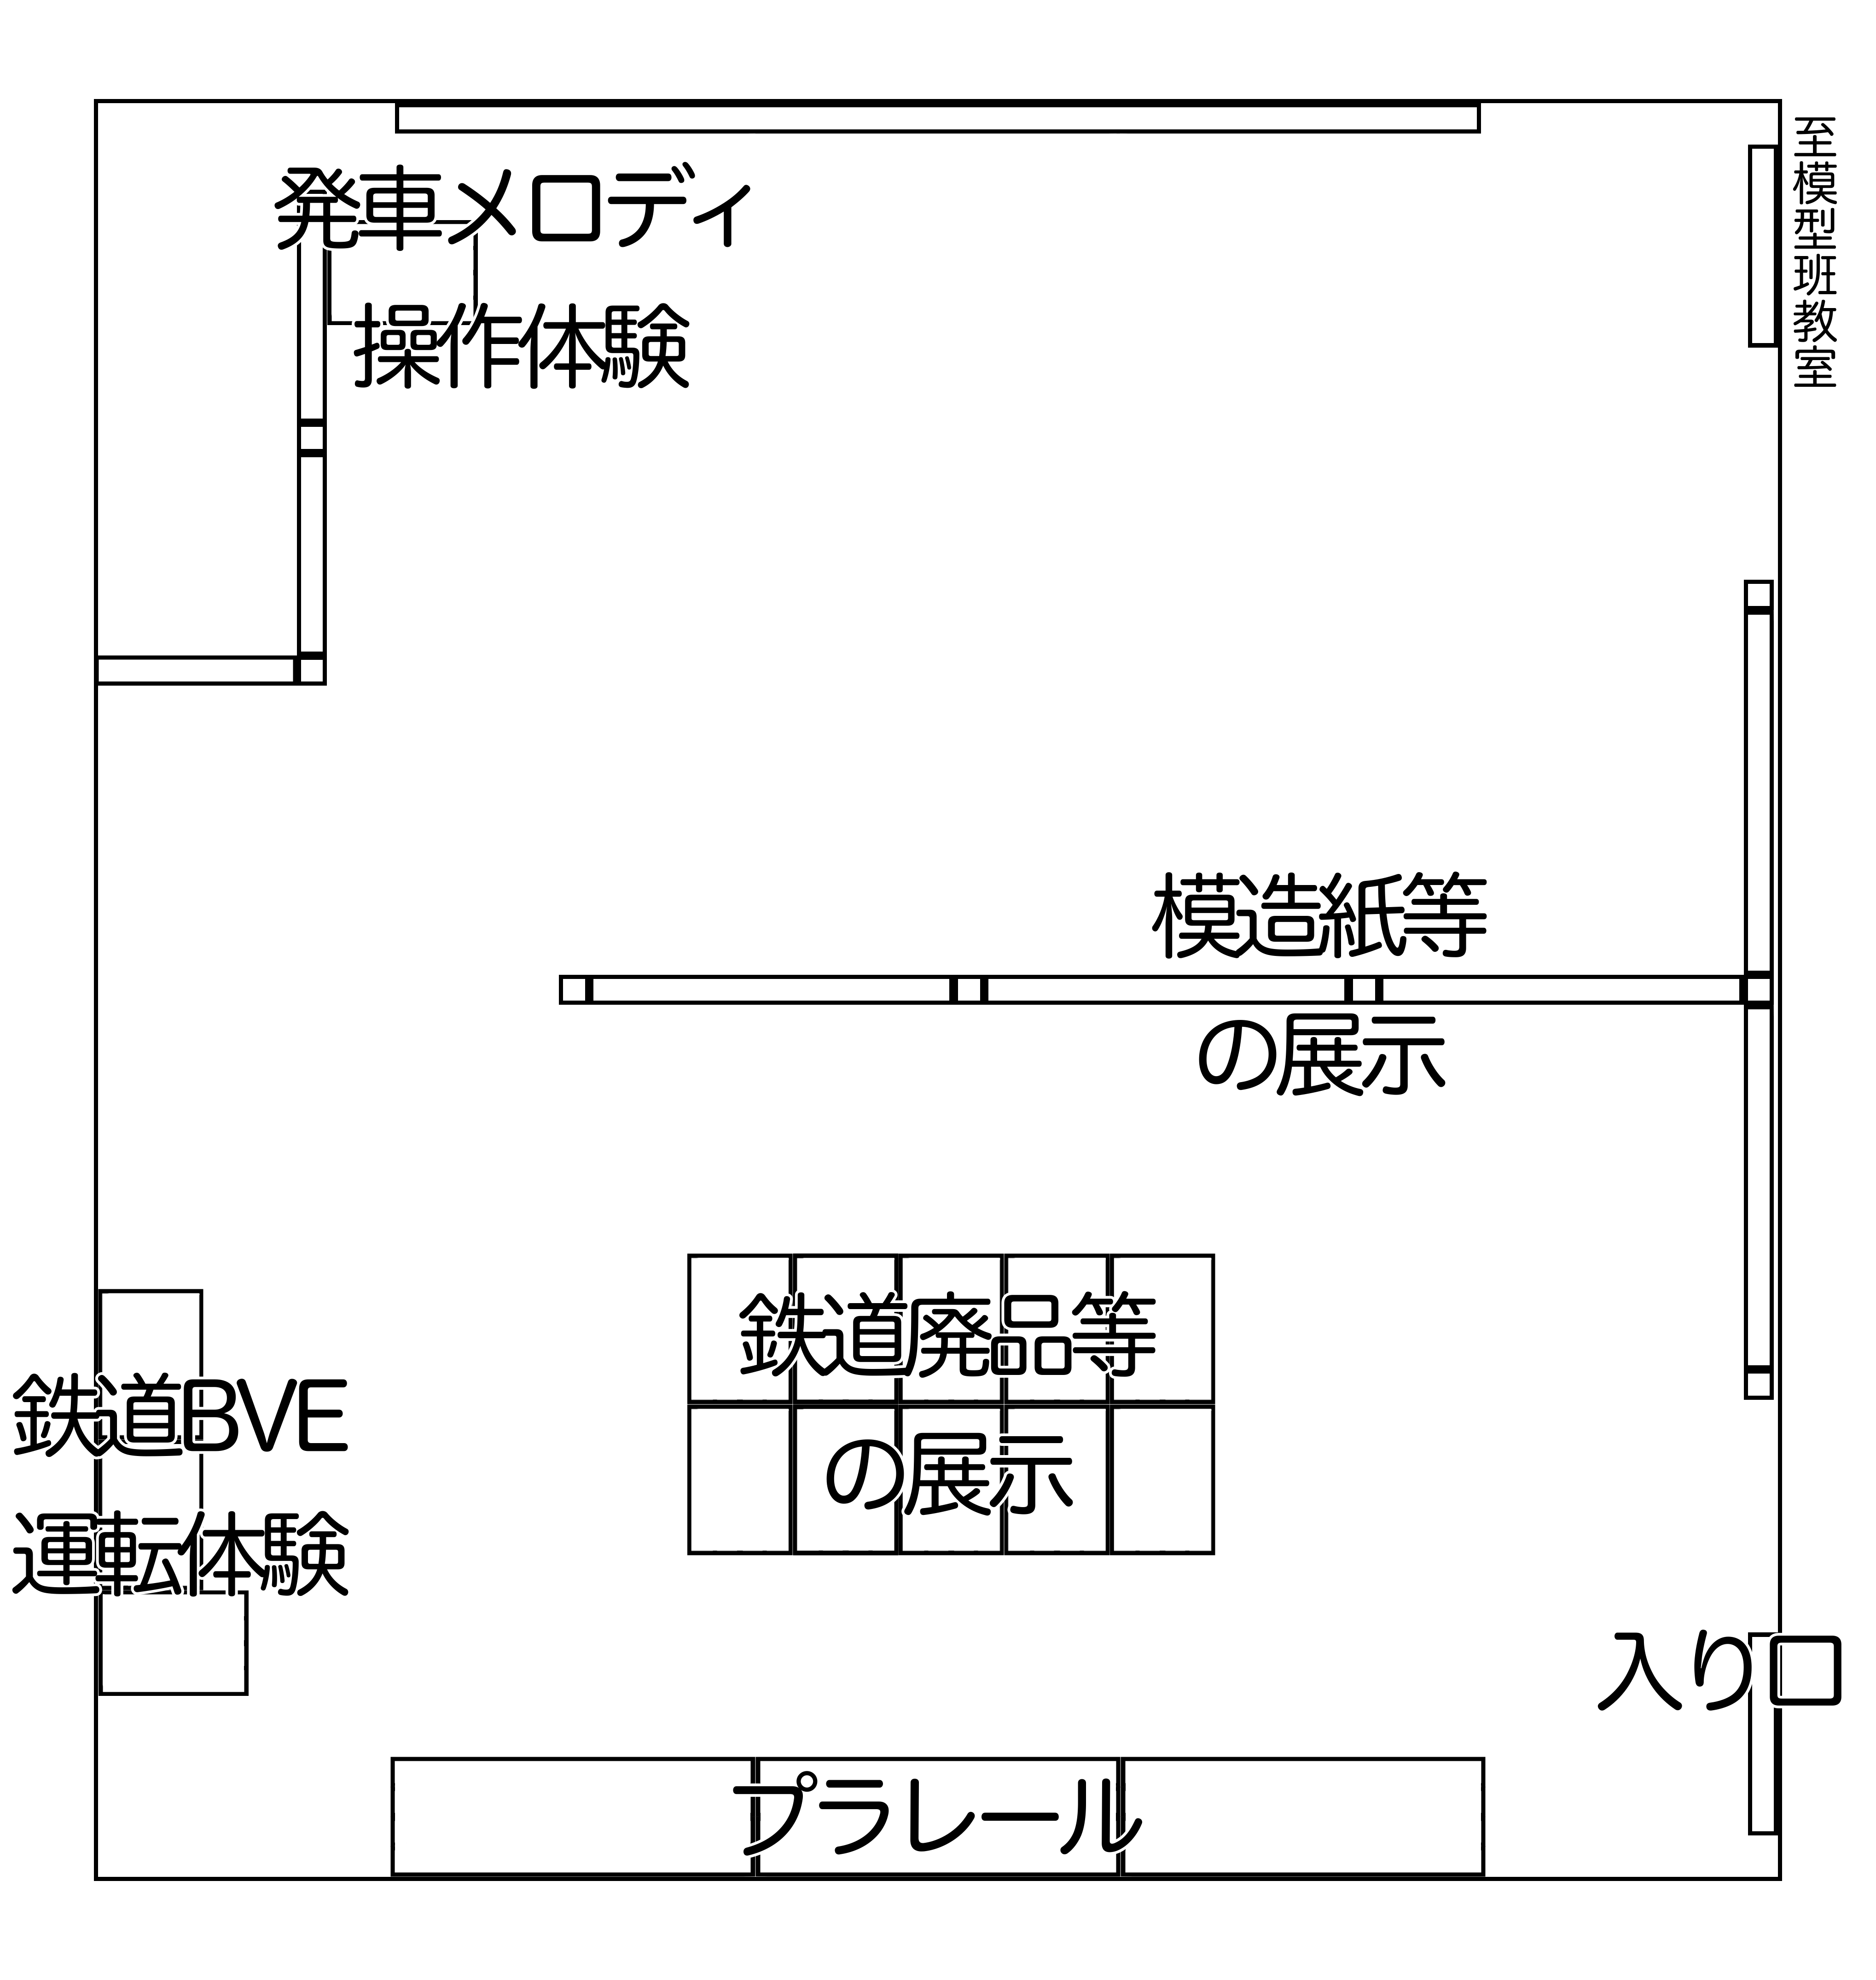 発車メロディ
操作体験
至模型班教室
模造紙等
の展示
鉄道廃品等
の展示
鉄道BVE
運転体験
入り口
プラレール